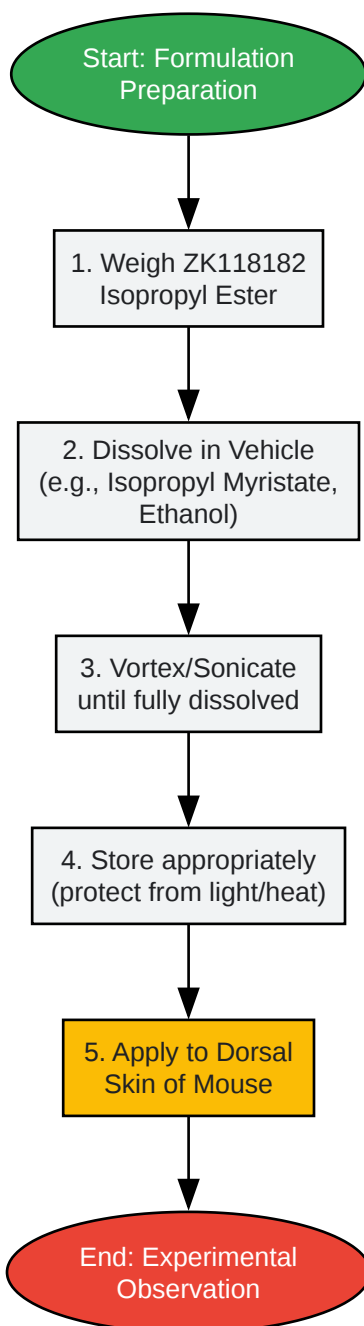 Start: Formulation
Preparation
1. Weigh ZK118182
Isopropyl Ester
2. Dissolve in Vehicle
(e.g., Isopropyl Myristate,
Ethanol)
3. Vortex/Sonicate
until fully dissolved
4. Store appropriately
(protect from light/heat)
5. Apply to Dorsal
Skin of Mouse
End: Experimental
Observation